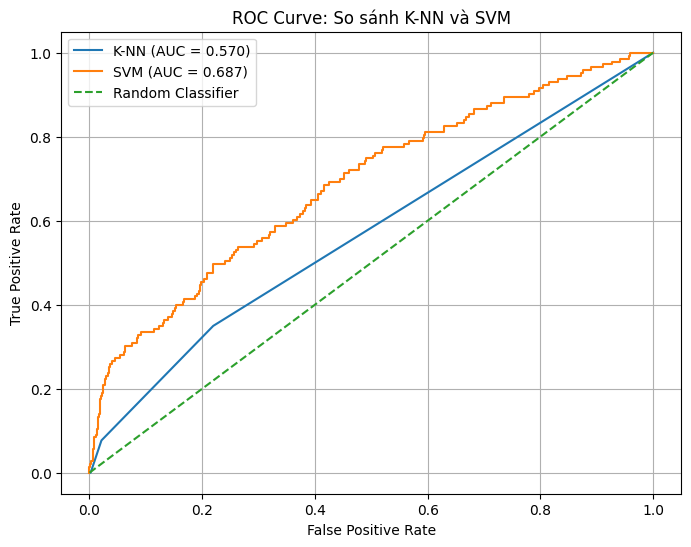 ROC Curve: So sánh K-NN và SVM
K-NN (AUC = 0.570)
SVM (AUC = 0.687)
Random Classifier
True Positive Rate
1.0
0.8
0.6
0.4
0.2
0.0
0.0 0.2 0.4 0.6 0.8 1.0
False Positive Rate